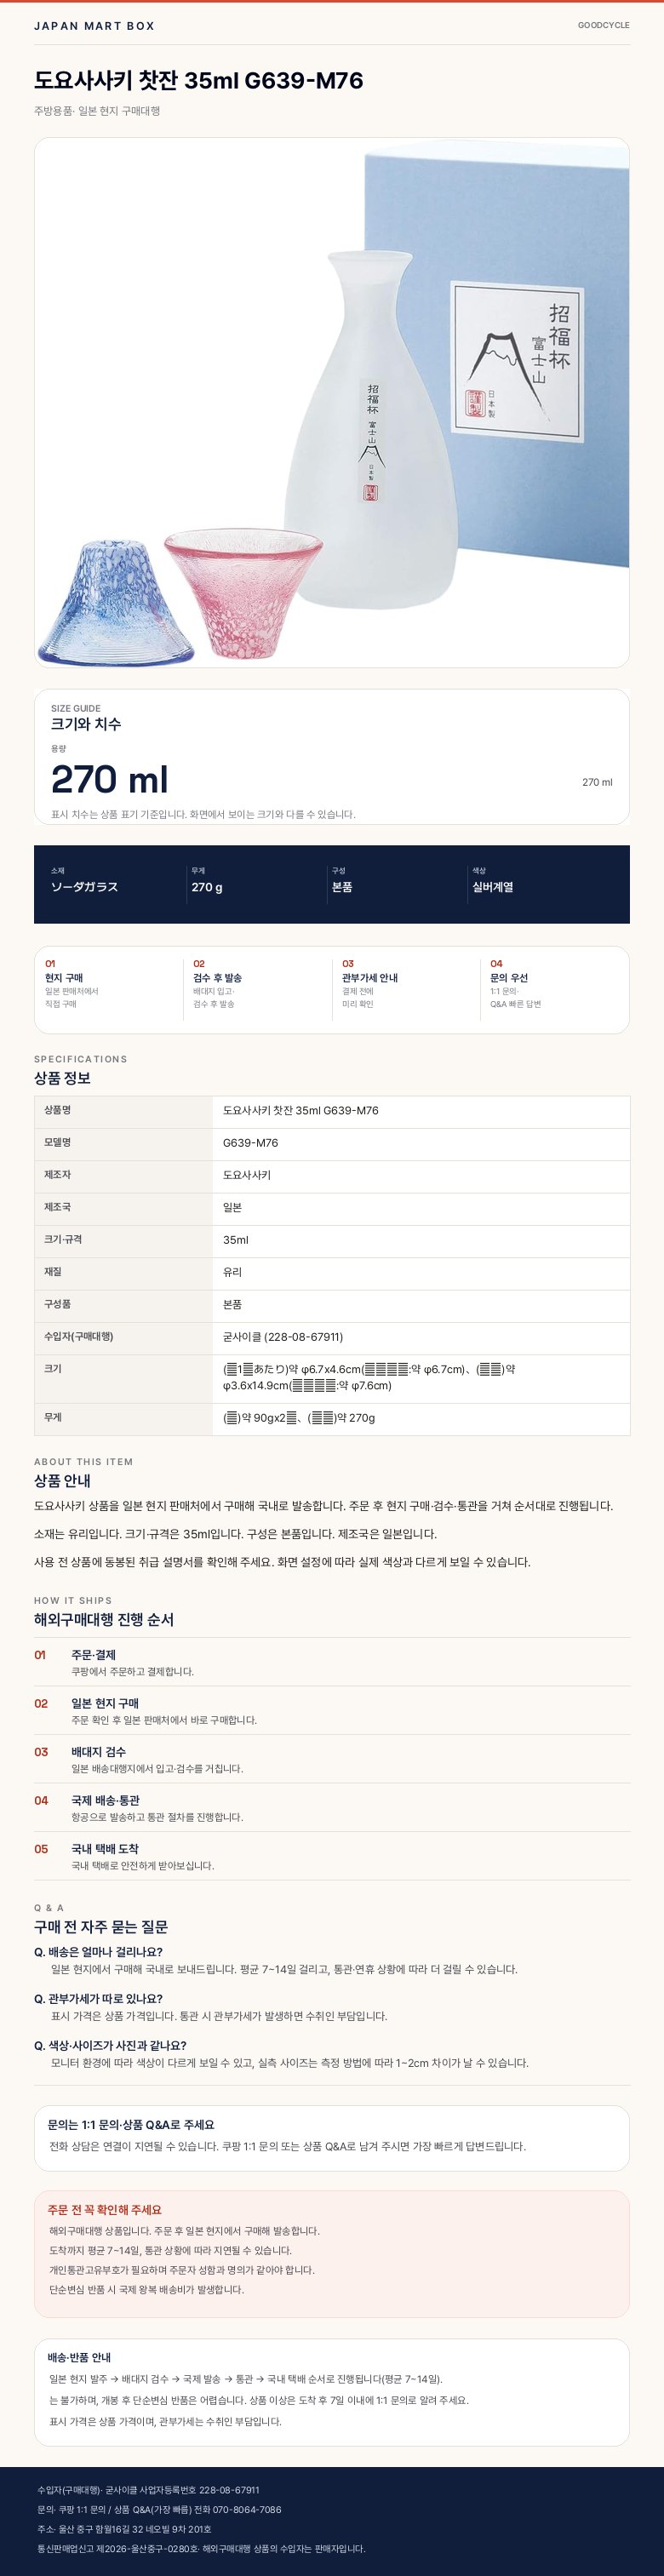 JAPAN MART BOX
GOODCYCLE
도요사사키 찻잔 35ml G639-M76
주방용품· 일본 현지 구매대행
招福杯
富士山
日本製
招福杯
富士山
日本製
SIZE GUIDE
크기와 치수
용량
270 ml
270 ml
표시 치수는 상품 표기 기준입니다. 화면에서 보이는 크기와 다를 수 있습니다.
소재
ソーダガラス
무게
270 g
구성
본품
색상
실버계열
01
현지 구매
일본 판매처에서
직접 구매
02
검수 후 발송
배대지 입고·
검수 후 발송
03
관부가세 안내
결제 전에
미리 확인
04
문의 우선
1:1 문의·
Q&A 빠른 답변
SPECIFICATIONS
상품 정보
상품명
도요사사키 찻잔 35ml G639-M76
모델명
G639-M76
제조자
도요사사키
제조국
일본
크기·규격
35ml
재질
유리
구성품
본품
수입자(구매대행)
굳사이클 (228-08-67911)
크기
(▤1▤あたり)약 φ6.7x4.6cm(▤▤▤▤:약 φ6.7cm)、(▤▤)약
φ3.6x14.9cm(▤▤▤▤:약 φ7.6cm)
무게
(▤)약 90gx2▤、(▤▤)약 270g
ABOUT THIS ITEM
상품 안내
도요사사키 상품을 일본 현지 판매처에서 구매해 국내로 발송합니다. 주문 후 현지 구매·검수·통관을 거쳐 순서대로 진행됩니다.
소재는 유리입니다. 크기·규격은 35ml입니다. 구성은 본품입니다. 제조국은 일본입니다.
사용 전 상품에 동봉된 취급 설명서를 확인해 주세요. 화면 설정에 따라 실제 색상과 다르게 보일 수 있습니다.
HOW IT SHIPS
해외구매대행 진행 순서
01
주문·결제
쿠팡에서 주문하고 결제합니다.
02
일본 현지 구매
주문 확인 후 일본 판매처에서 바로 구매합니다.
03
배대지 검수
일본 배송대행지에서 입고·검수를 거칩니다.
04
국제 배송·통관
항공으로 발송하고 통관 절차를 진행합니다.
05
국내 택배 도착
국내 택배로 안전하게 받아보십니다.
Q & A
구매 전 자주 묻는 질문
Q. 배송은 얼마나 걸리나요?
일본 현지에서 구매해 국내로 보내드립니다. 평균 7~14일 걸리고, 통관·연휴 상황에 따라 더 걸릴 수 있습니다.
Q. 관부가세가 따로 있나요?
표시 가격은 상품 가격입니다. 통관 시 관부가세가 발생하면 수취인 부담입니다.
Q. 색상·사이즈가 사진과 같나요?
모니터 환경에 따라 색상이 다르게 보일 수 있고, 실측 사이즈는 측정 방법에 따라 1~2cm 차이가 날 수 있습니다.
문의는 1:1 문의·상품 Q&A로 주세요
전화 상담은 연결이 지연될 수 있습니다. 쿠팡 1:1 문의 또는 상품 Q&A로 남겨 주시면 가장 빠르게 답변드립니다.
주문 전 꼭 확인해 주세요
해외구매대행 상품입니다. 주문 후 일본 현지에서 구매해 발송합니다.
도착까지 평균 7~14일, 통관 상황에 따라 지연될 수 있습니다.
개인통관고유부호가 필요하며 주문자 성함과 명의가 같아야 합니다.
단순변심 반품 시 국제 왕복 배송비가 발생합니다.
배송·반품 안내
일본 현지 발주 → 배대지 검수 → 국제 발송 → 통관 → 국내 택배 순서로 진행됩니다(평균 7~14일).
는 불가하며, 개봉 후 단순변심 반품은 어렵습니다. 상품 이상은 도착 후 7일 이내에 1:1 문의로 알려 주세요.
표시 가격은 상품 가격이며, 관부가세는 수취인 부담입니다.
수입자(구매대행)· 굳사이클 사업자등록번호 228-08-67911
문의· 쿠팡 1:1 문의 / 상품 Q&A(가장 빠름) 전화 070-8064-7086
주소· 울산 중구 함월16길 32 네오빌 9차 201호
통신판매업신고 제2026-울산중구-0280호· 해외구매대행 상품의 수입자는 판매자입니다.